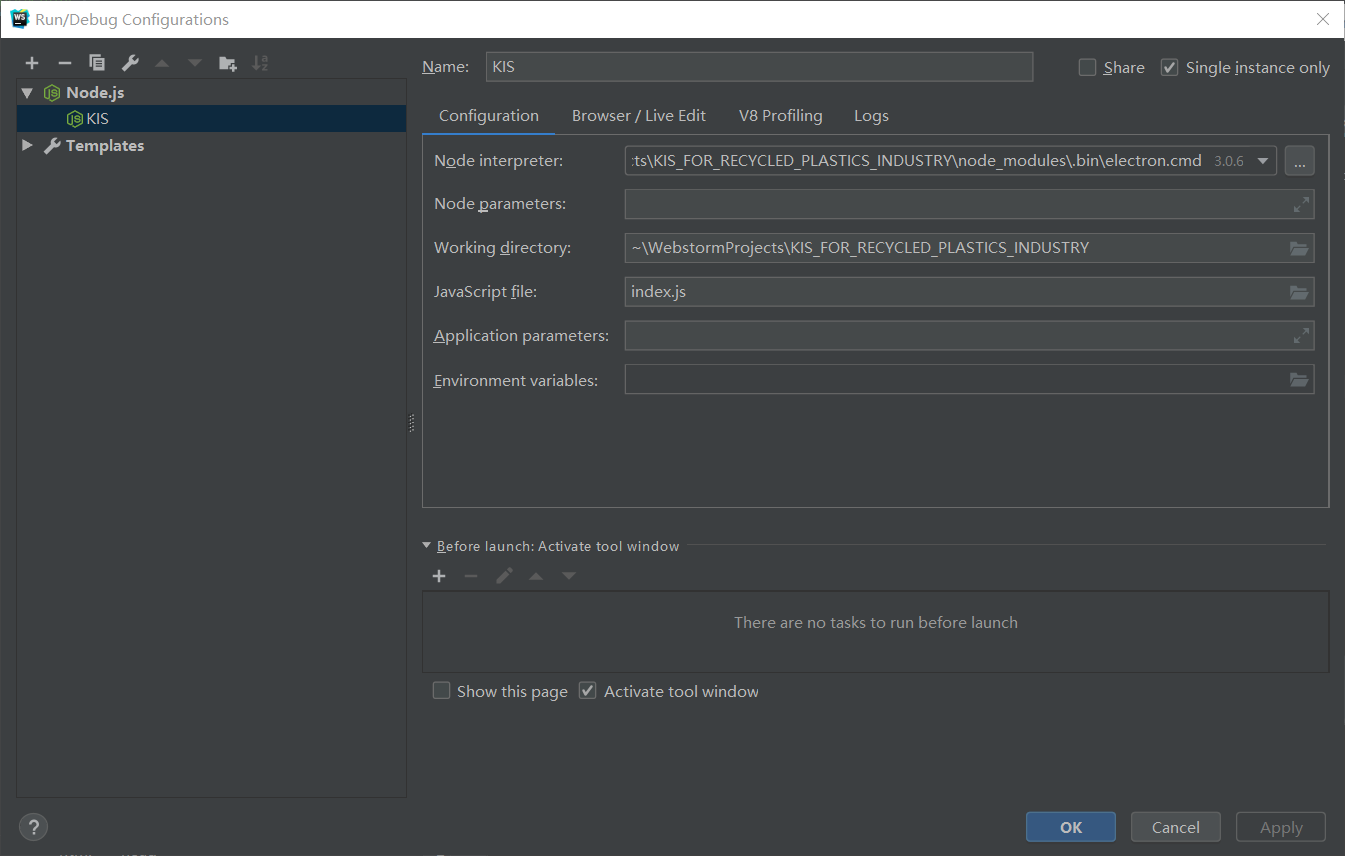 WS Run/Debug Configurations
Node.js
KIS
Templates
Name: KIS Share Single instance only
Configuration Browser / Live Edit V8 Profiling Logs
Node interpreter: :ts\KIS_FOR_RECYCLED_PLASTICS_INDUSTRY\node_modules\.bin\electron.cmd 3.0.6 ...
Node parameters:
Working directory: ~\WebstormProjects\KIS_FOR_RECYCLED_PLASTICS_INDUSTRY
JavaScript file: index.js
Application parameters:
Environment variables:
Before launch: Activate tool window
There are no tasks to run before launch
Show this page Activate tool window
? OK Cancel Apply